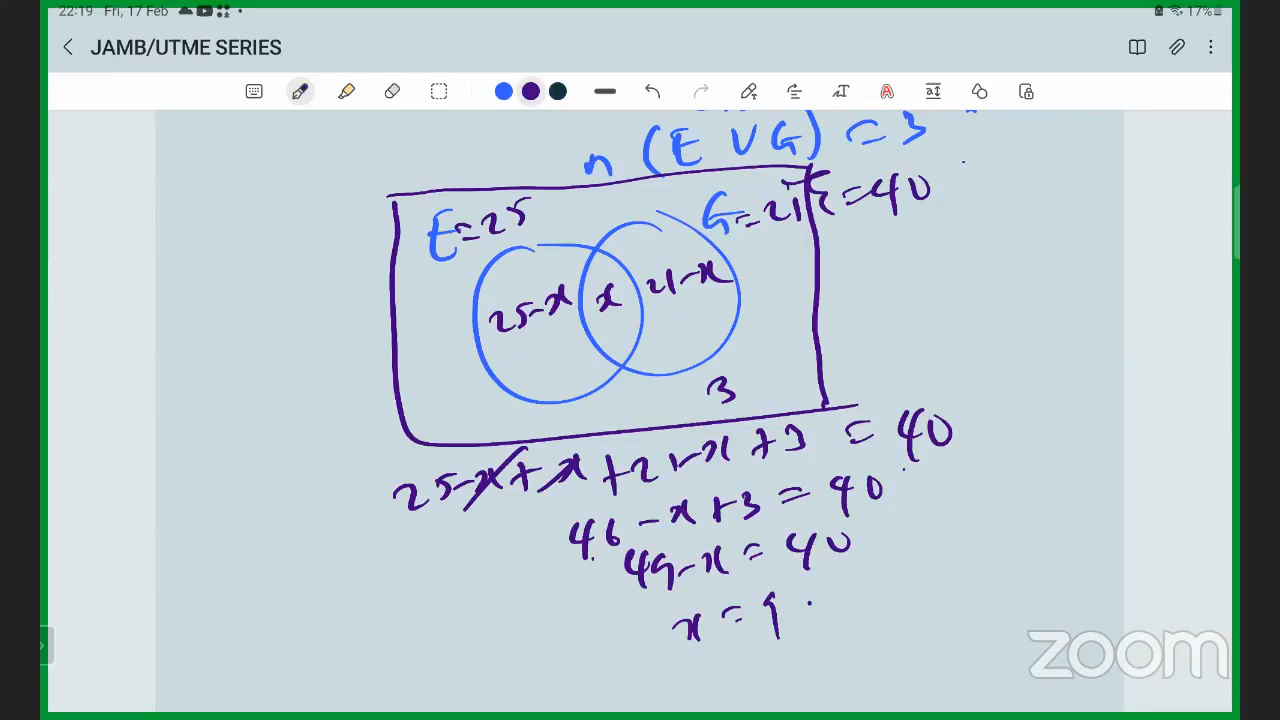 22:19 Fri, 17 Feb
17%
JAMB/UTME SERIES
n (E U G) = 3
E=25
G=21
ξ=40
25-x x 21-x
3
25-x+x+21-x+3 = 40
46-x+3=40
49-x=40
x=9
zoom